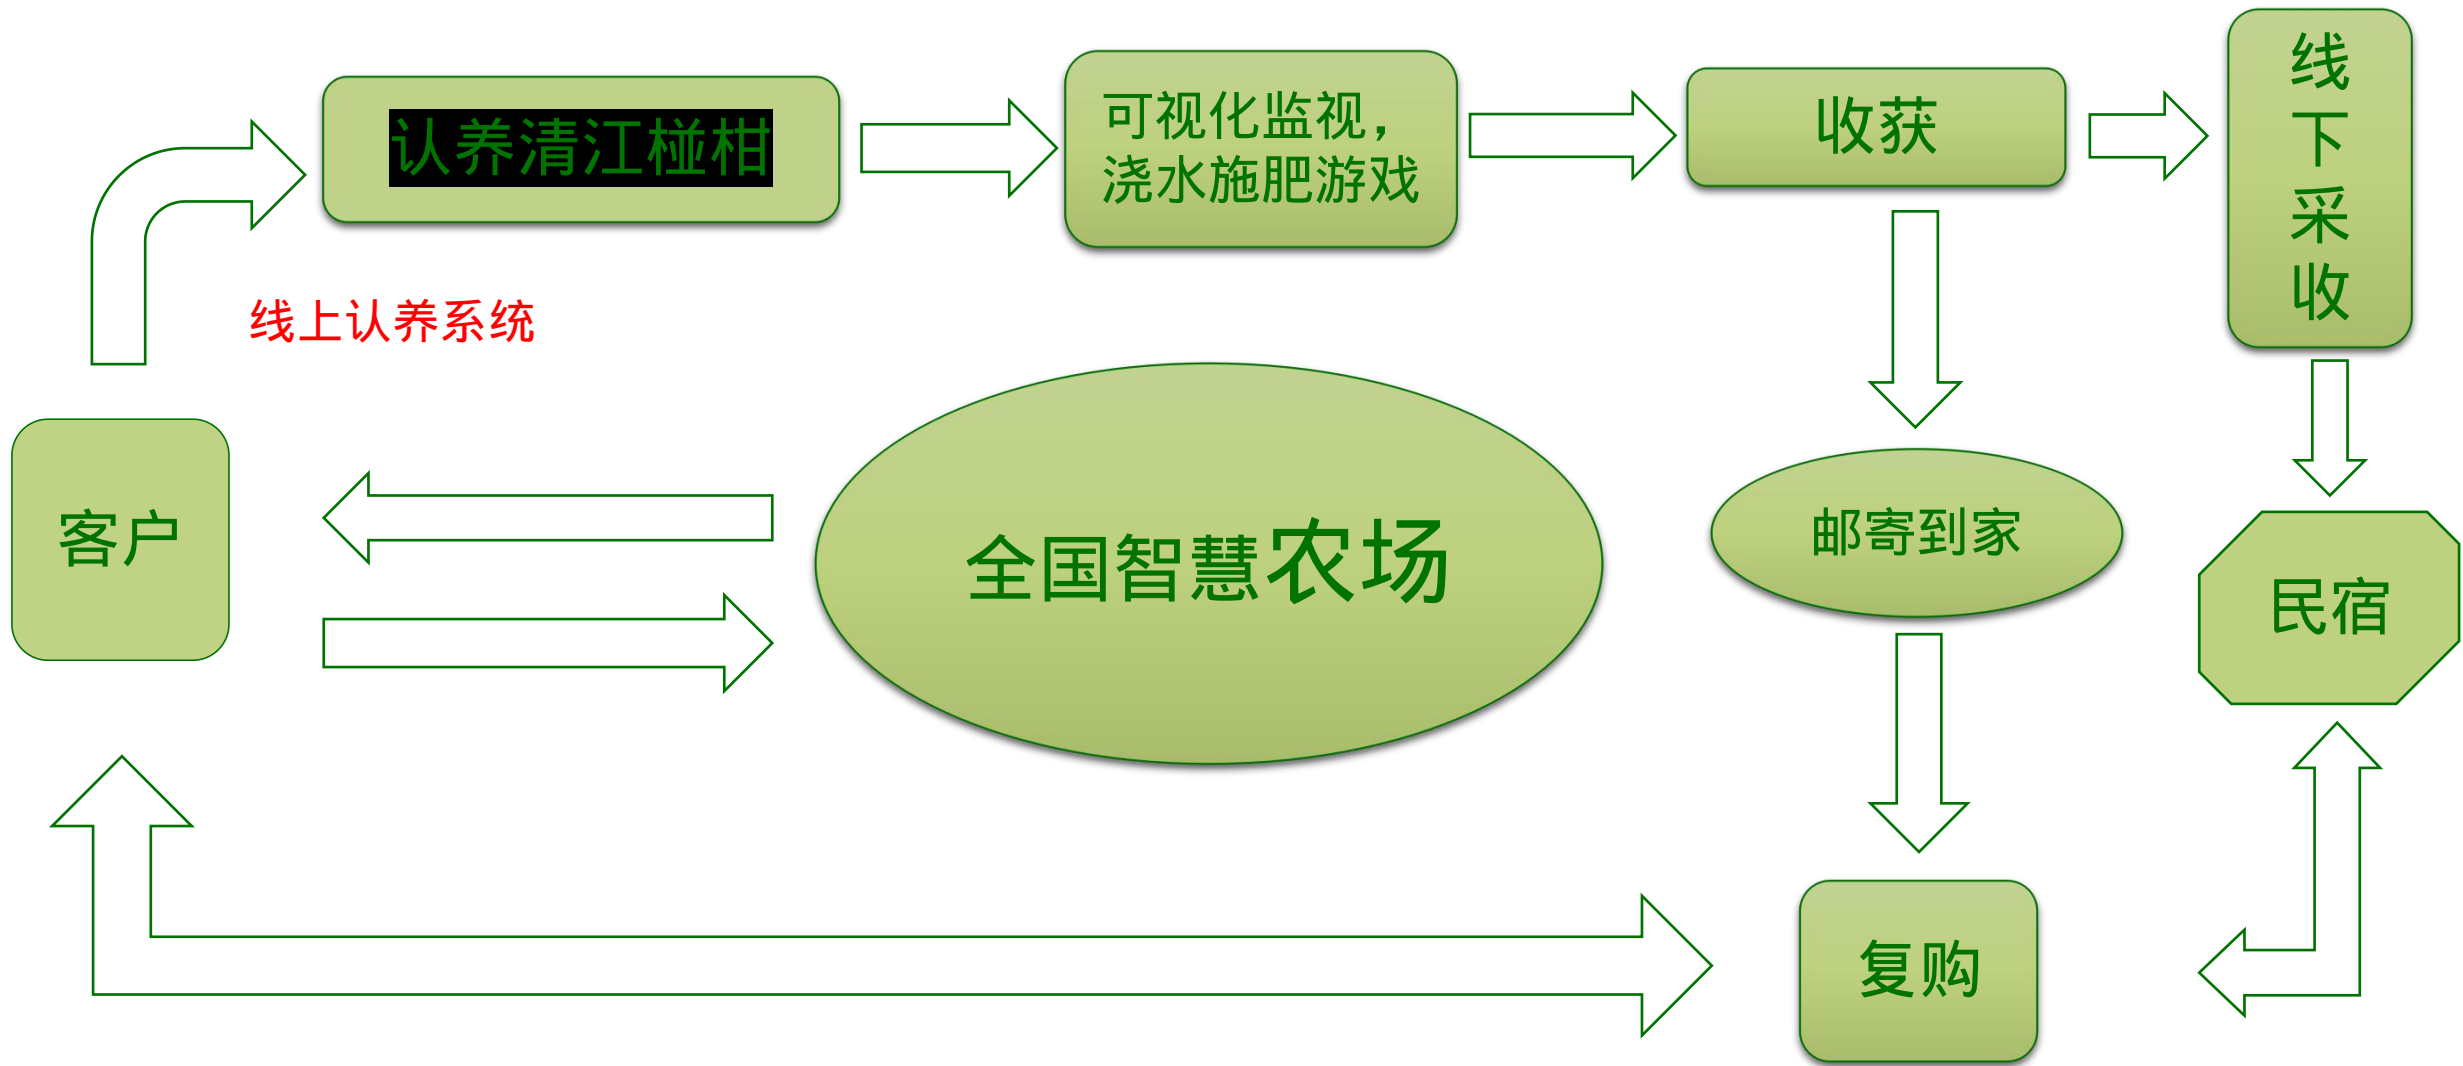 认养清江椪柑
可视化监视，
浇水施肥游戏
收获
线
下
采
收
线上认养系统
客户
全国智慧农场
邮寄到家
民宿
复购